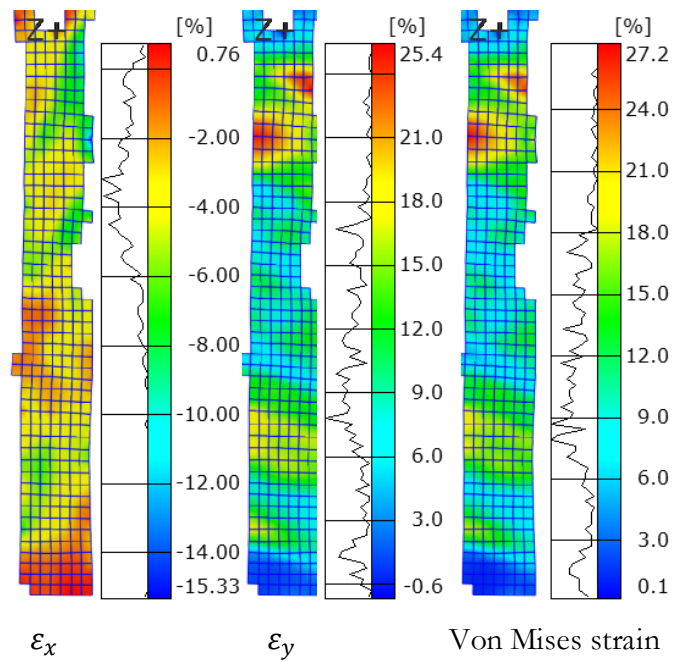 Z+ [%] Z+ [%] Z+ [%]
0.76 25.4 27.2
-2.00 21.0 24.0
-4.00 18.0 21.0
-6.00 15.0 18.0
-8.00 12.0 15.0
-10.00 9.0 12.0
-12.00 6.0 9.0
-14.00 3.0 6.0
-15.33 -0.6 3.0
0.1
εx εy Von Mises strain